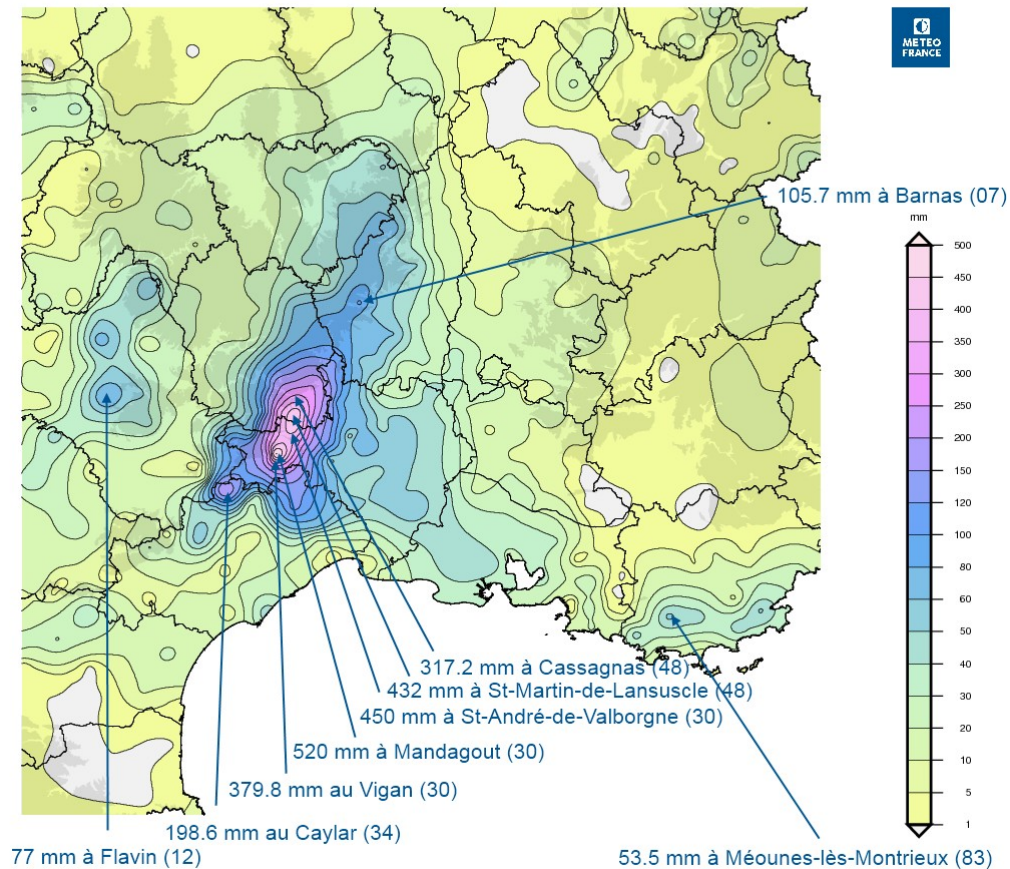 METEO
FRANCE
105.7 mm à Barnas (07)
mm
500
450
400
350
300
250
200
150
120
100
80
60
50
40
30
20
10
5
1
317.2 mm à Cassagnas (48)
432 mm à St-Martin-de-Lansuscle (48)
450 mm à St-André-de-Valborgne (30)
520 mm à Mandagout (30)
379.8 mm au Vigan (30)
198.6 mm au Caylar (34)
77 mm à Flavin (12)
53.5 mm à Méounes-lès-Montrieux (83)